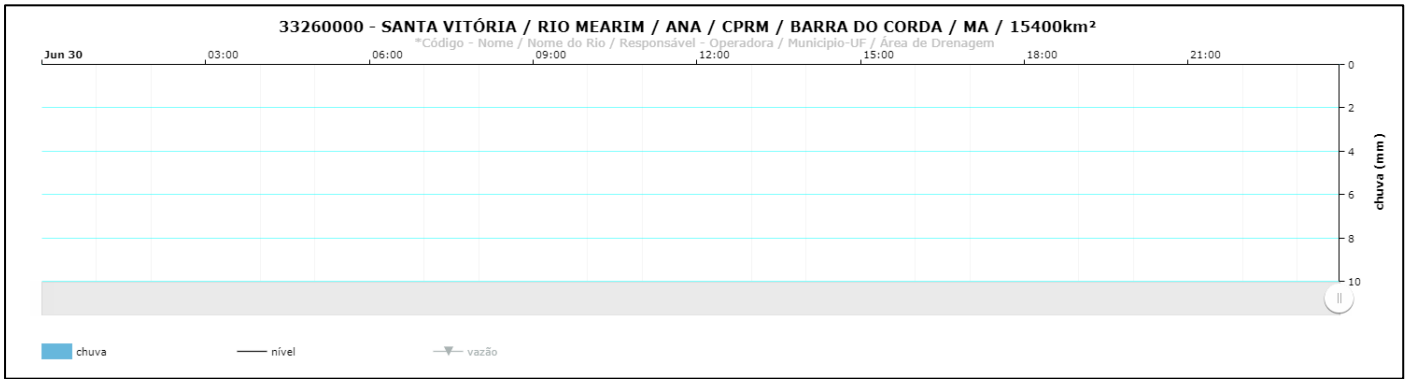 33260000 - SANTA VITÓRIA / RIO MEARIM / ANA / CPRM / BARRA DO CORDA / MA / 15400km²
*Código - Nome / Nome do Rio / Responsável - Operadora / Municipio-UF / Área de Drenagem
Jun 30 03:00 06:00 09:00 12:00 15:00 18:00 21:00
0
2
4
6
8
10
chuva (mm)
chuva nível vazão